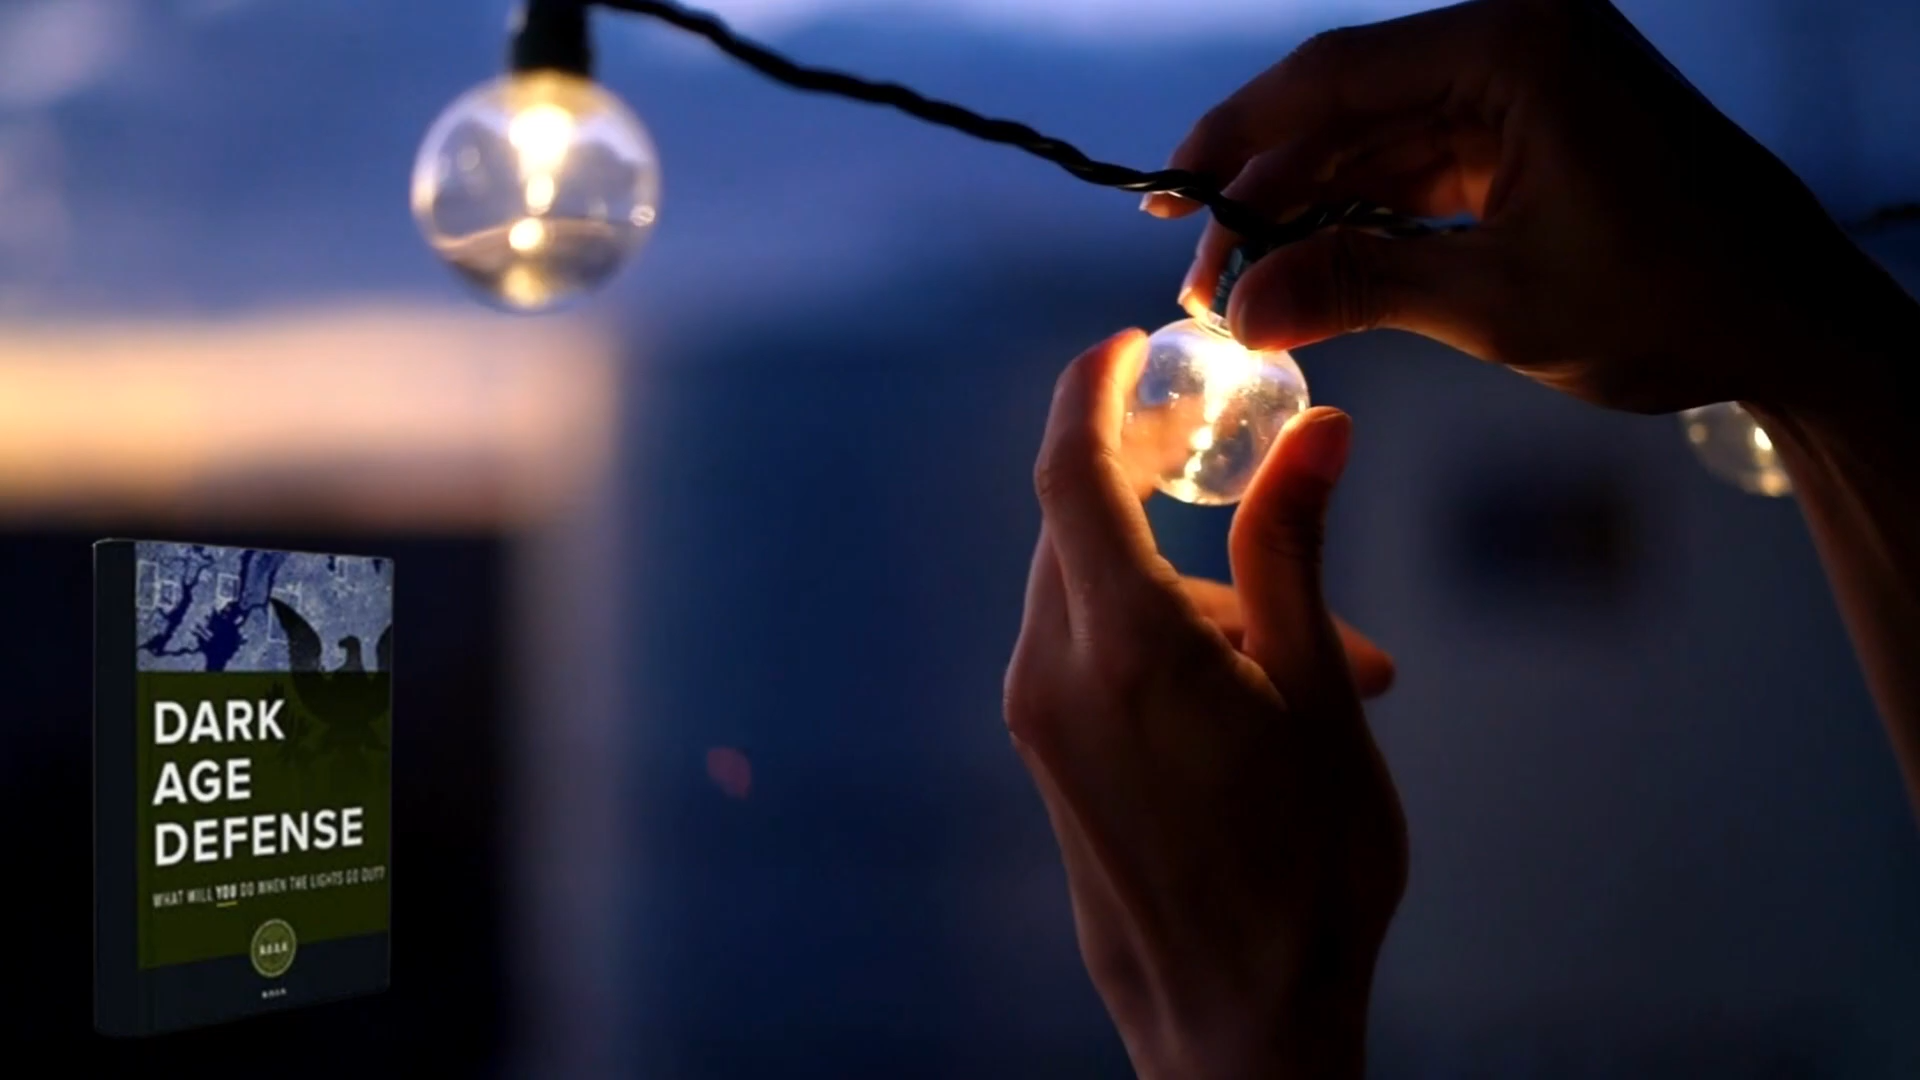 DARK
AGE
DEFENSE
WHAT WILL YOU DO WHEN THE LIGHTS GO OUT?